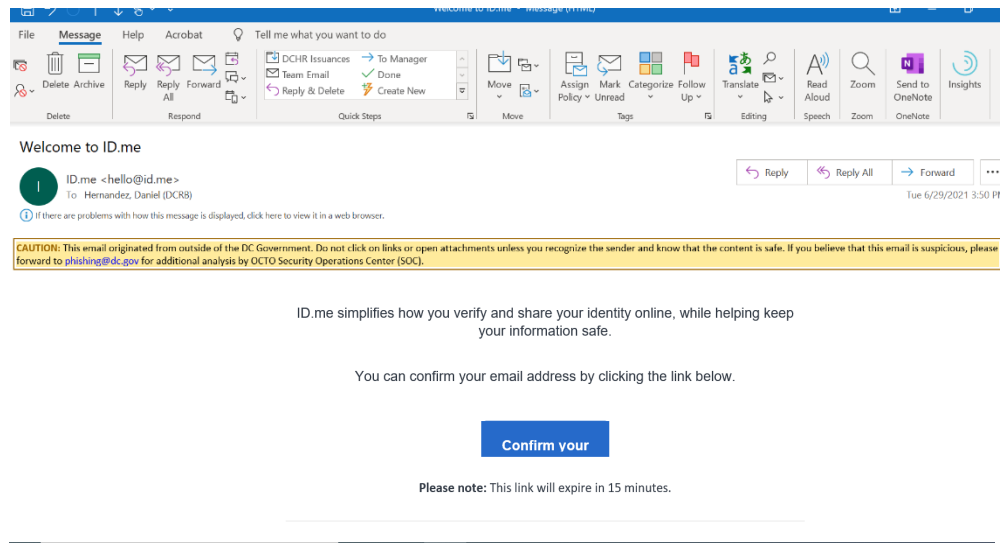 Welcome to ID.me - Message (HTML)
File Message Help Acrobat Tell me what you want to do
Delete Archive Reply Reply All Forward
DCHR Issuances To Manager
Team Email Done
Reply & Delete Create New
Move
Assign Policy Mark Unread Categorize Follow Up
Translate
Read Aloud
Zoom
Send to OneNote
Insights
Delete Respond Quick Steps Move Tags Editing Speech Zoom OneNote
Welcome to ID.me
I
ID.me <hello@id.me>
To Hernandez, Daniel (DCRB)
Reply Reply All Forward
Tue 6/29/2021 3:50 PM
If there are problems with how this message is displayed, click here to view it in a web browser.
CAUTION: This email originated from outside of the DC Government. Do not click on links or open attachments unless you recognize the sender and know that the content is safe. If you believe that this email is suspicious, please
forward to phishing@dc.gov for additional analysis by OCTO Security Operations Center (SOC).
ID.me simplifies how you verify and share your identity online, while helping keep
your information safe.
You can confirm your email address by clicking the link below.
Confirm your
Please note: This link will expire in 15 minutes.